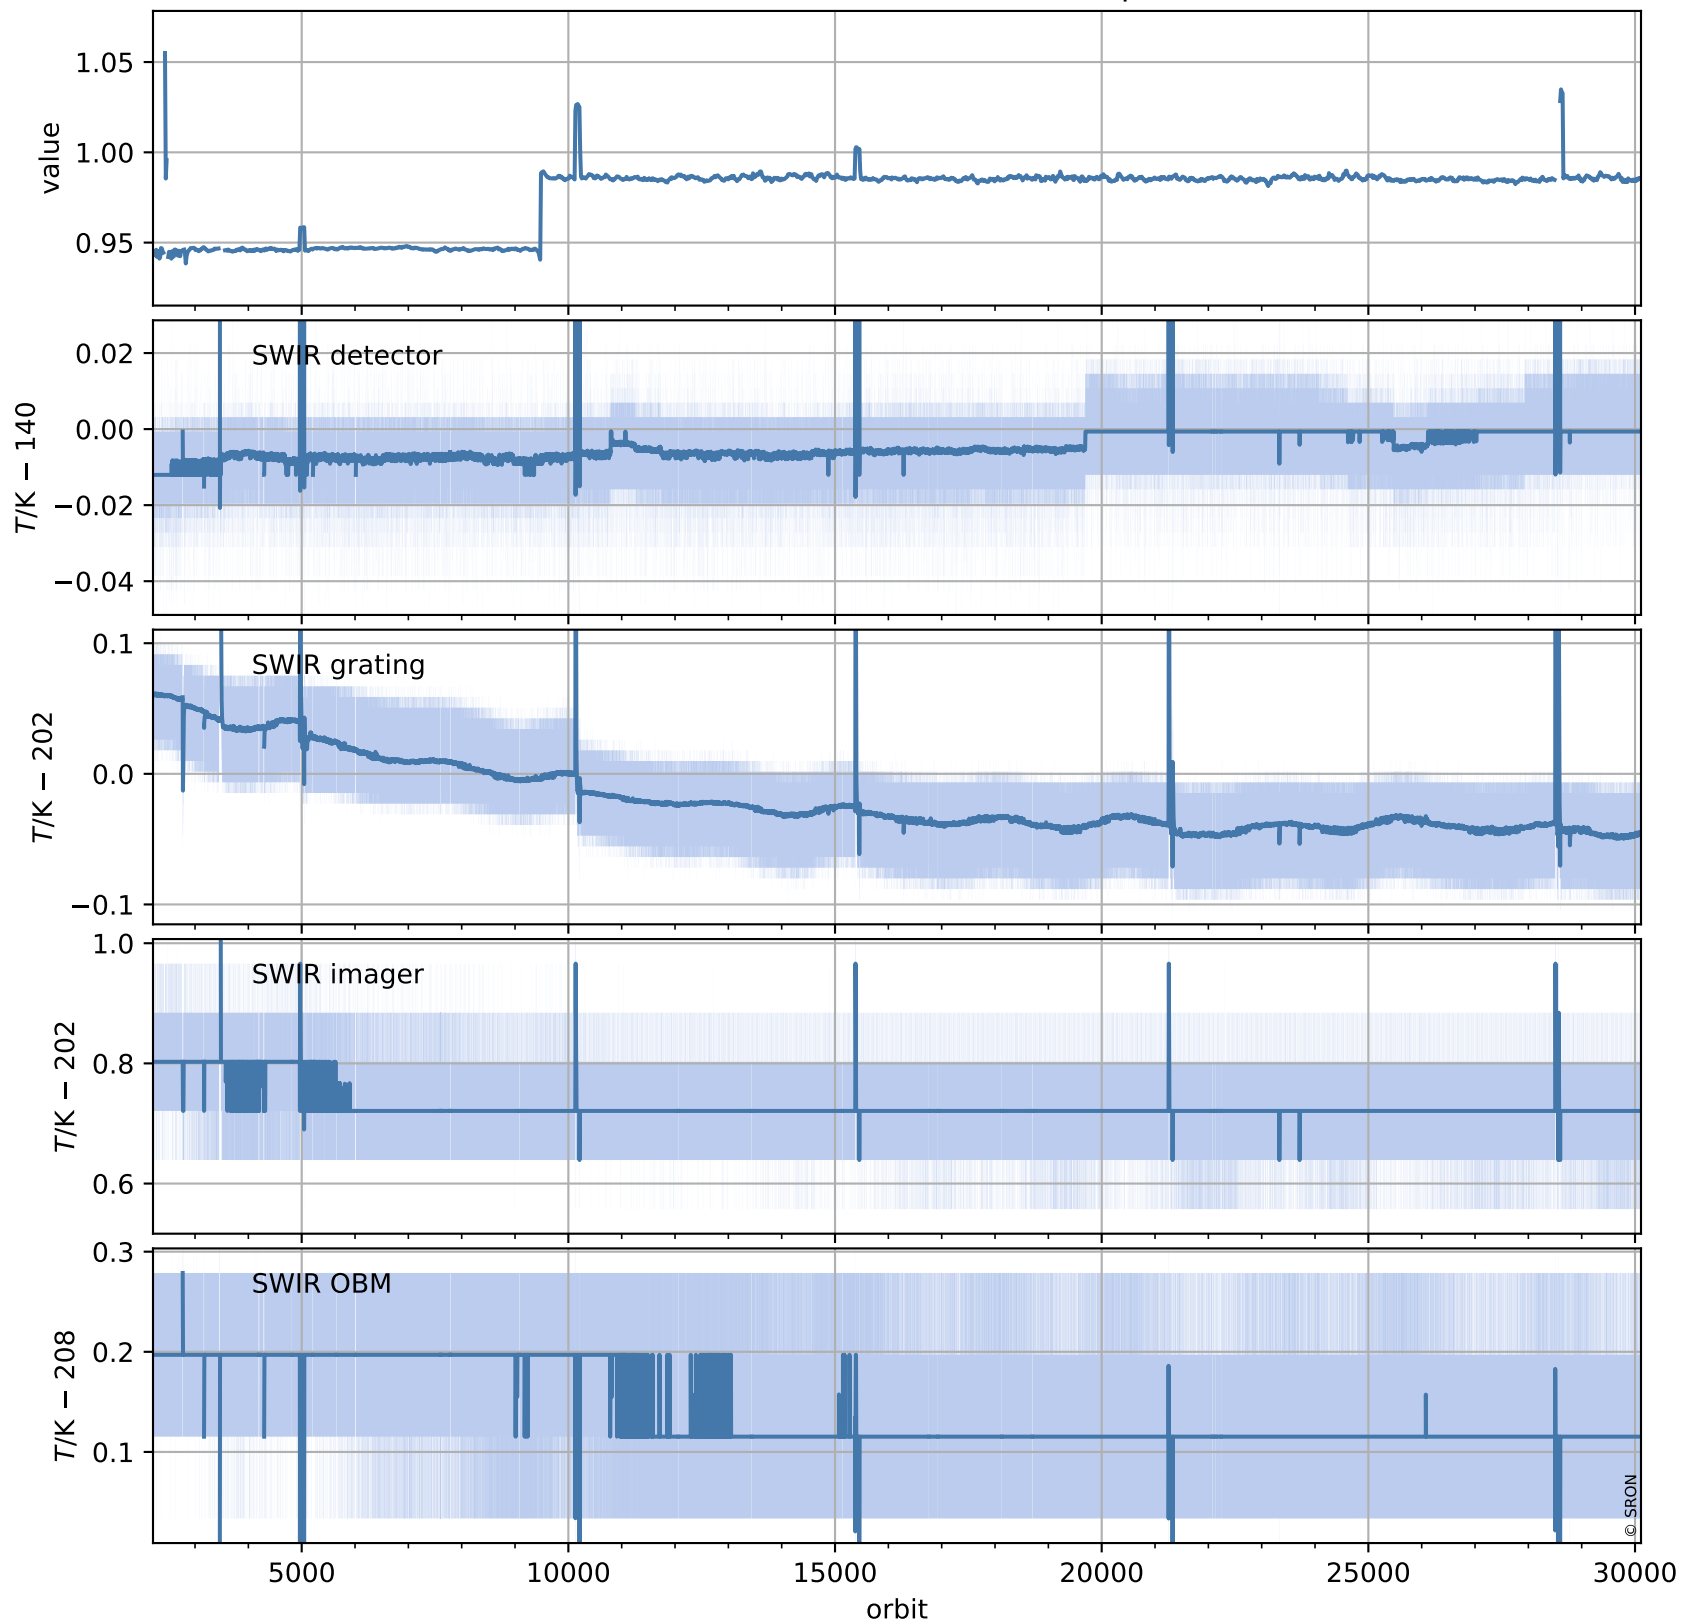 value
1.05
1.00
0.95
T/K − 140
0.02
0.00
−0.02
−0.04
SWIR detector
T/K − 202
0.1
0.0
−0.1
SWIR grating
T/K − 202
1.0
0.8
0.6
SWIR imager
T/K − 208
0.3
0.2
0.1
SWIR OBM
© SRON
5000 10000 15000 20000 25000 30000
orbit